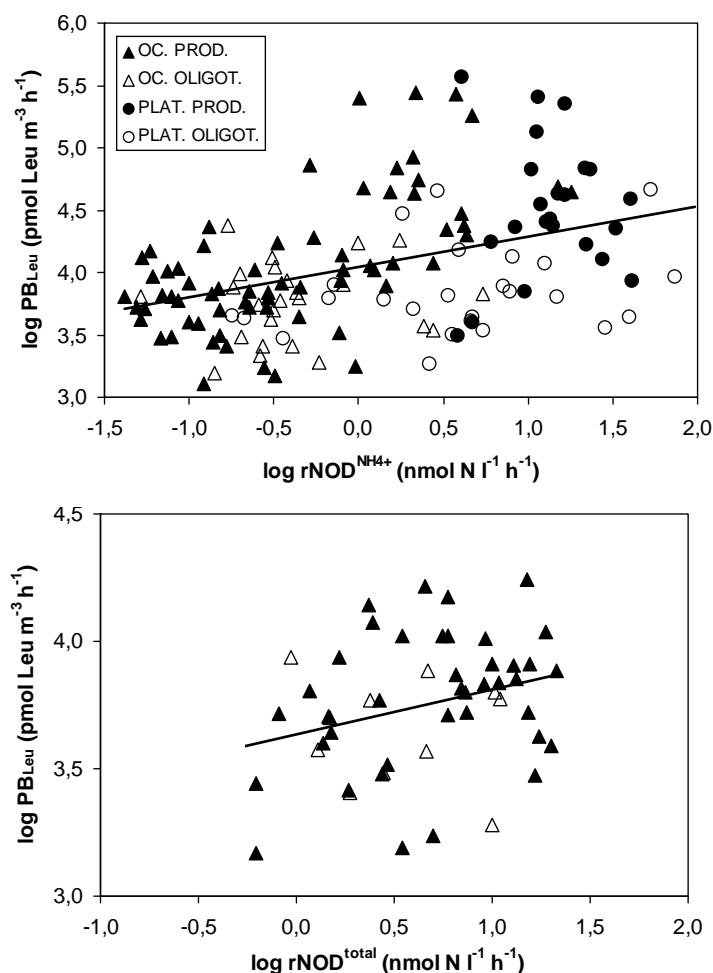 6,0
5,5
5,0
4,5
4,0
3,5
3,0
log PBLeu (pmol Leu m-3 h-1)
OC. PROD.
OC. OLIGOT.
PLAT. PROD.
PLAT. OLIGOT.
-1,5 -1,0 -0,5 0,0 0,5 1,0 1,5 2,0
log rNODNH4+ (nmol N l-1 h-1)
4,5
4,0
3,5
3,0
log PBLeu (pmol Leu m-3 h-1)
-1,0 0,0 0,5 1,0 1,5 2,0
log rNODtotal (nmol N l-1 h-1)